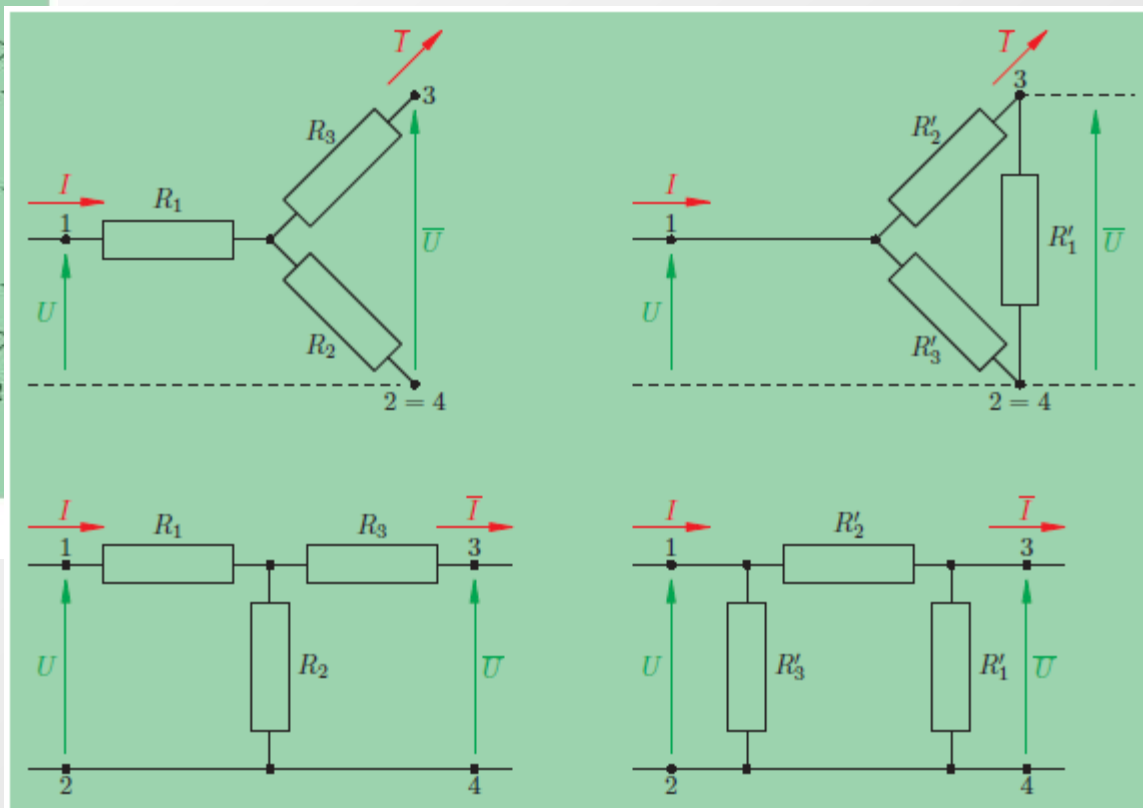 T̅ T̅
3 3
R₃ R′₂
I R₁ I
1 1
U̅ R′₁ U̅
U U
R₂ R′₃
2 = 4 2 = 4
I R₁ R₃ I̅ I R′₂ I̅
1 3 1 3
U R₂ U̅ U R′₃ R′₁ U̅
2 4 2 4